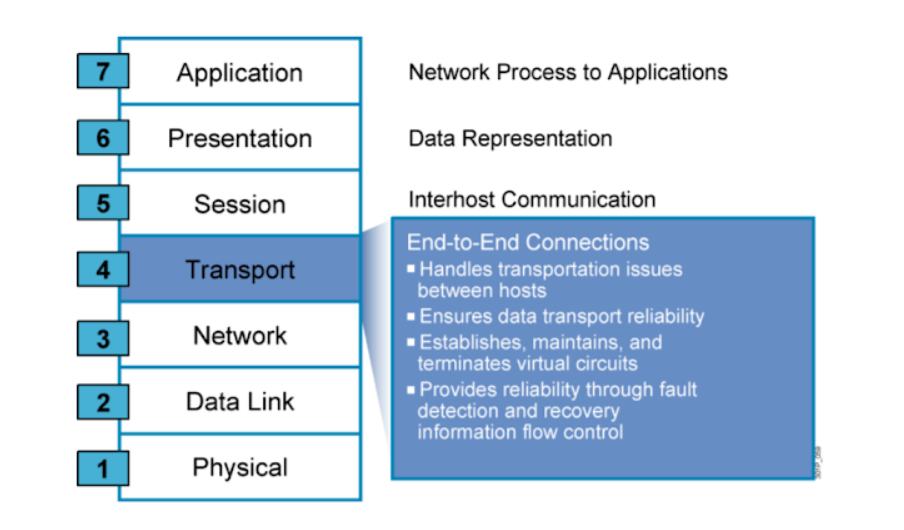 7 Application Network Process to Applications
6 Presentation Data Representation
5 Session Interhost Communication
4 Transport
End-to-End Connections
Handles transportation issues
between hosts
Ensures data transport reliability
Establishes, maintains, and
terminates virtual circuits
Provides reliability through fault
detection and recovery
information flow control
3 Network
2 Data Link
1 Physical